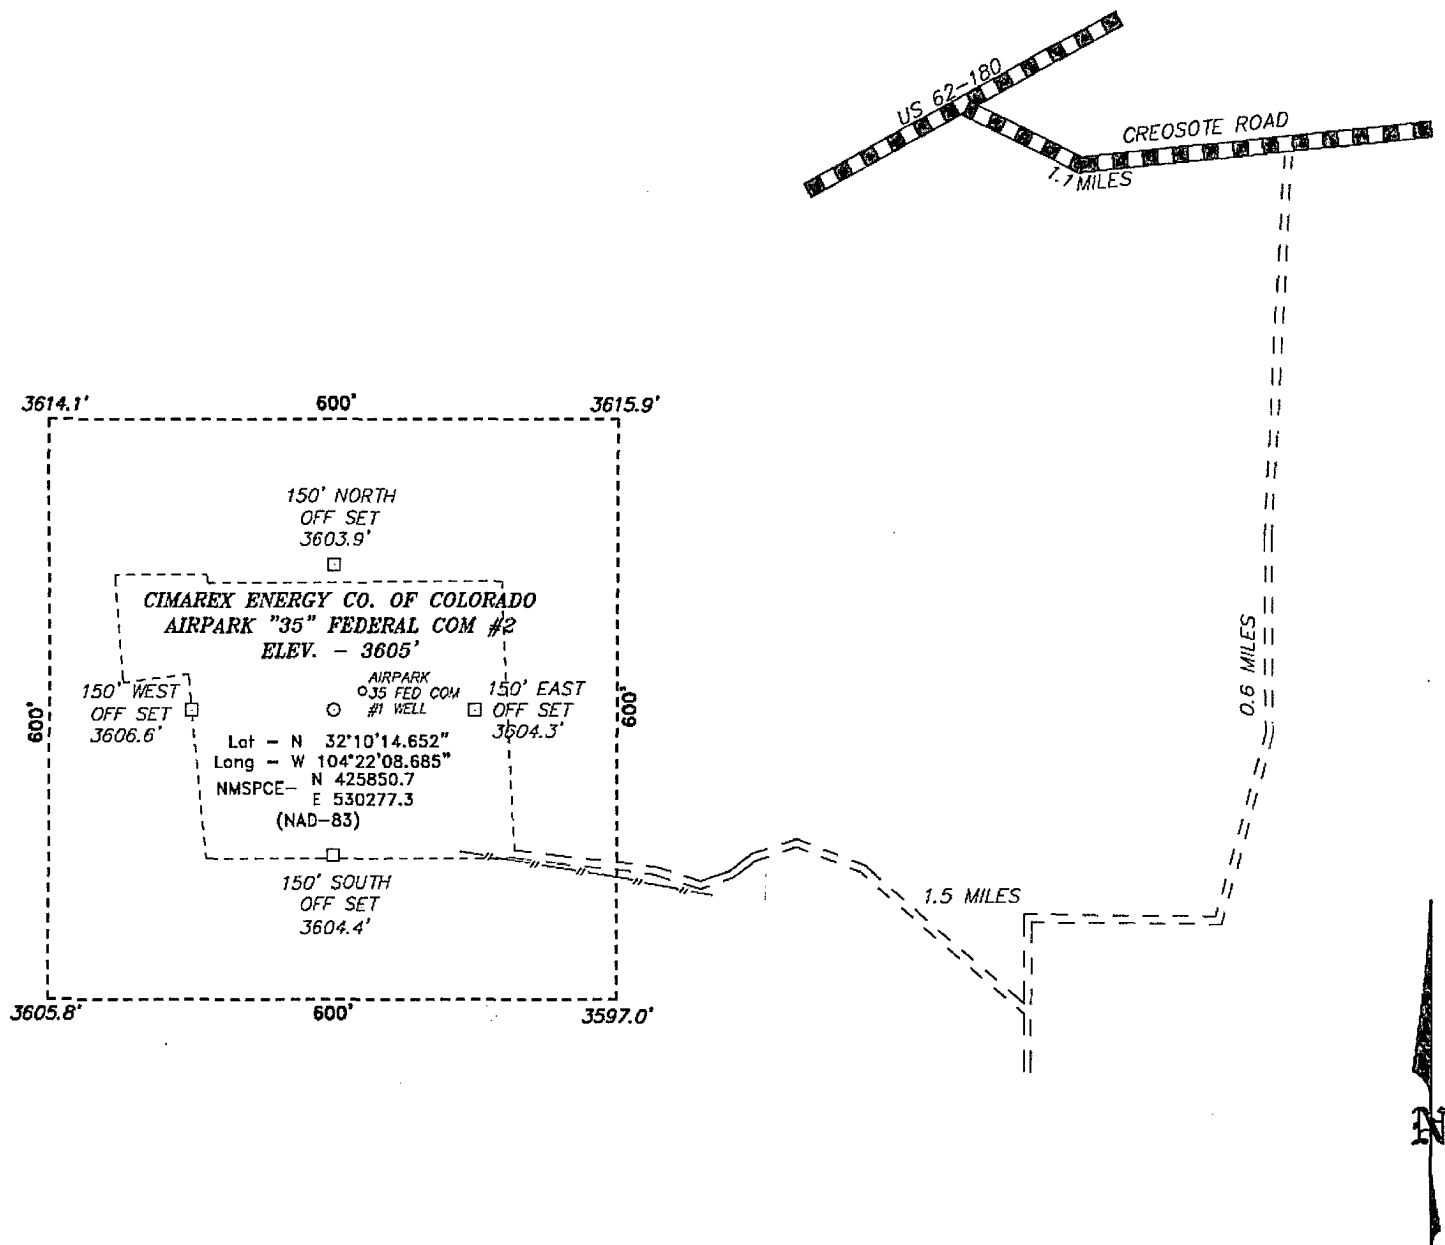 US 62-180
CREOSOTE ROAD
1.1 MILES
3614.1'
600'
3615.9'
150' NORTH
OFF SET
3603.9'
CIMAREX ENERGY CO. OF COLORADO
AIRPARK "35" FEDERAL COM #2
ELEV. - 3605'
AIRPARK
35 FED COM
#1 WELL
150' WEST
OFF SET
3606.6'
150' EAST
OFF SET
3604.3'
600'
600'
0.6 MILES
Lat - N 32°10'14.652"
Long - W 104°22'08.685"
NMSPCE- N 425850.7
E 530277.3
(NAD-83)
150' SOUTH
OFF SET
3604.4'
1.5 MILES
3605.8'
600'
3597.0'
N